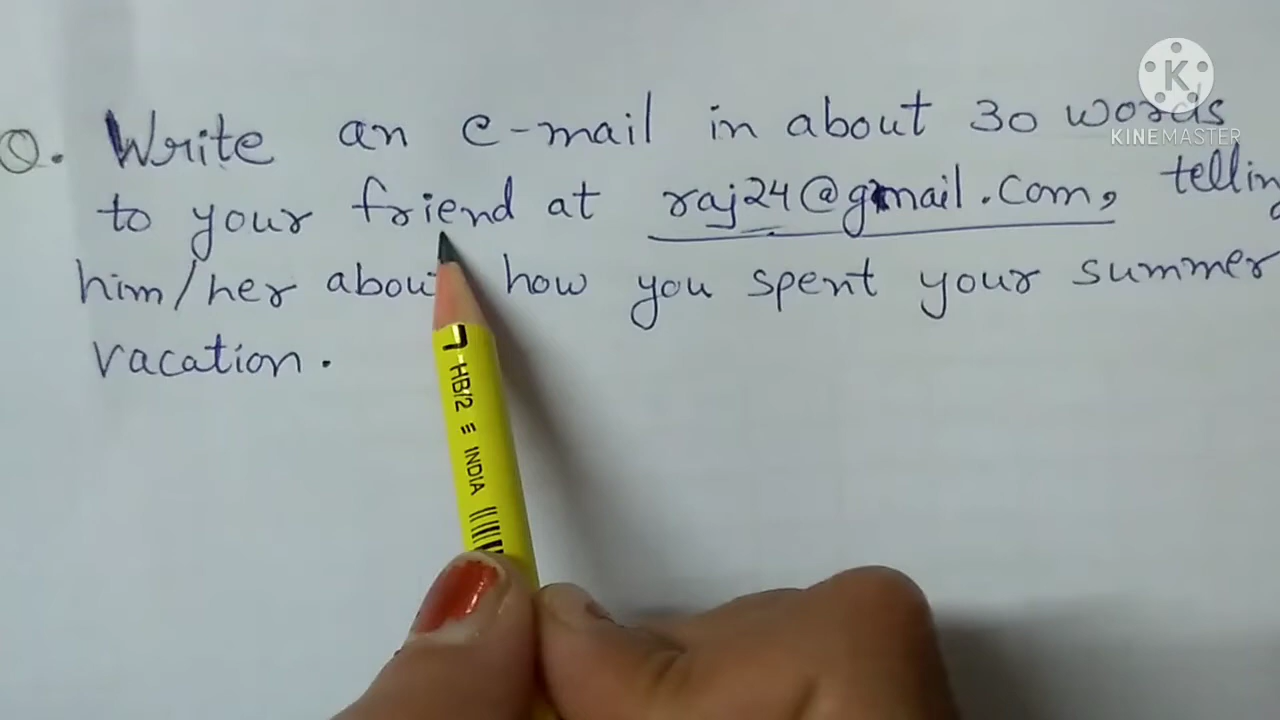 Q. Write an e-mail in about 30 words
to your friend at raj24@gmail.com, tellin
him/her about how you spent your summer
vacation.
K
KINEMASTER
HB/2 ≡ INDIA